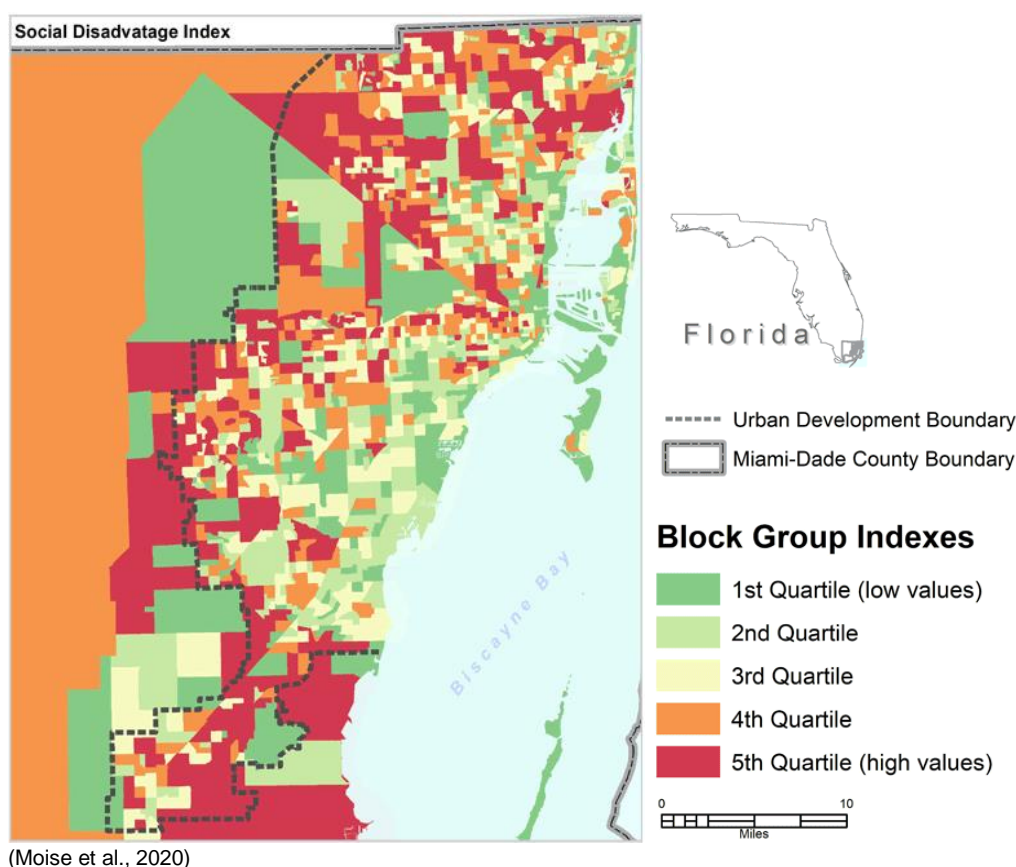 Social Disadvatage Index
Florida
Urban Development Boundary
Miami-Dade County Boundary
Biscayne Bay
Block Group Indexes
1st Quartile (low values)
2nd Quartile
3rd Quartile
4th Quartile
5th Quartile (high values)
0 10
Miles
(Moise et al., 2020)